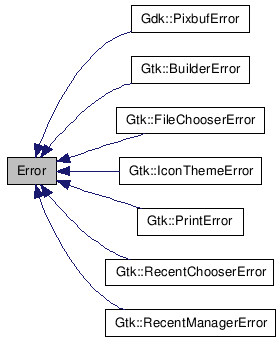 Gdk::PixbufError
Gtk::BuilderError
Gtk::FileChooserError
Error
Gtk::IconThemeError
Gtk::PrintError
Gtk::RecentChooserError
Gtk::RecentManagerError